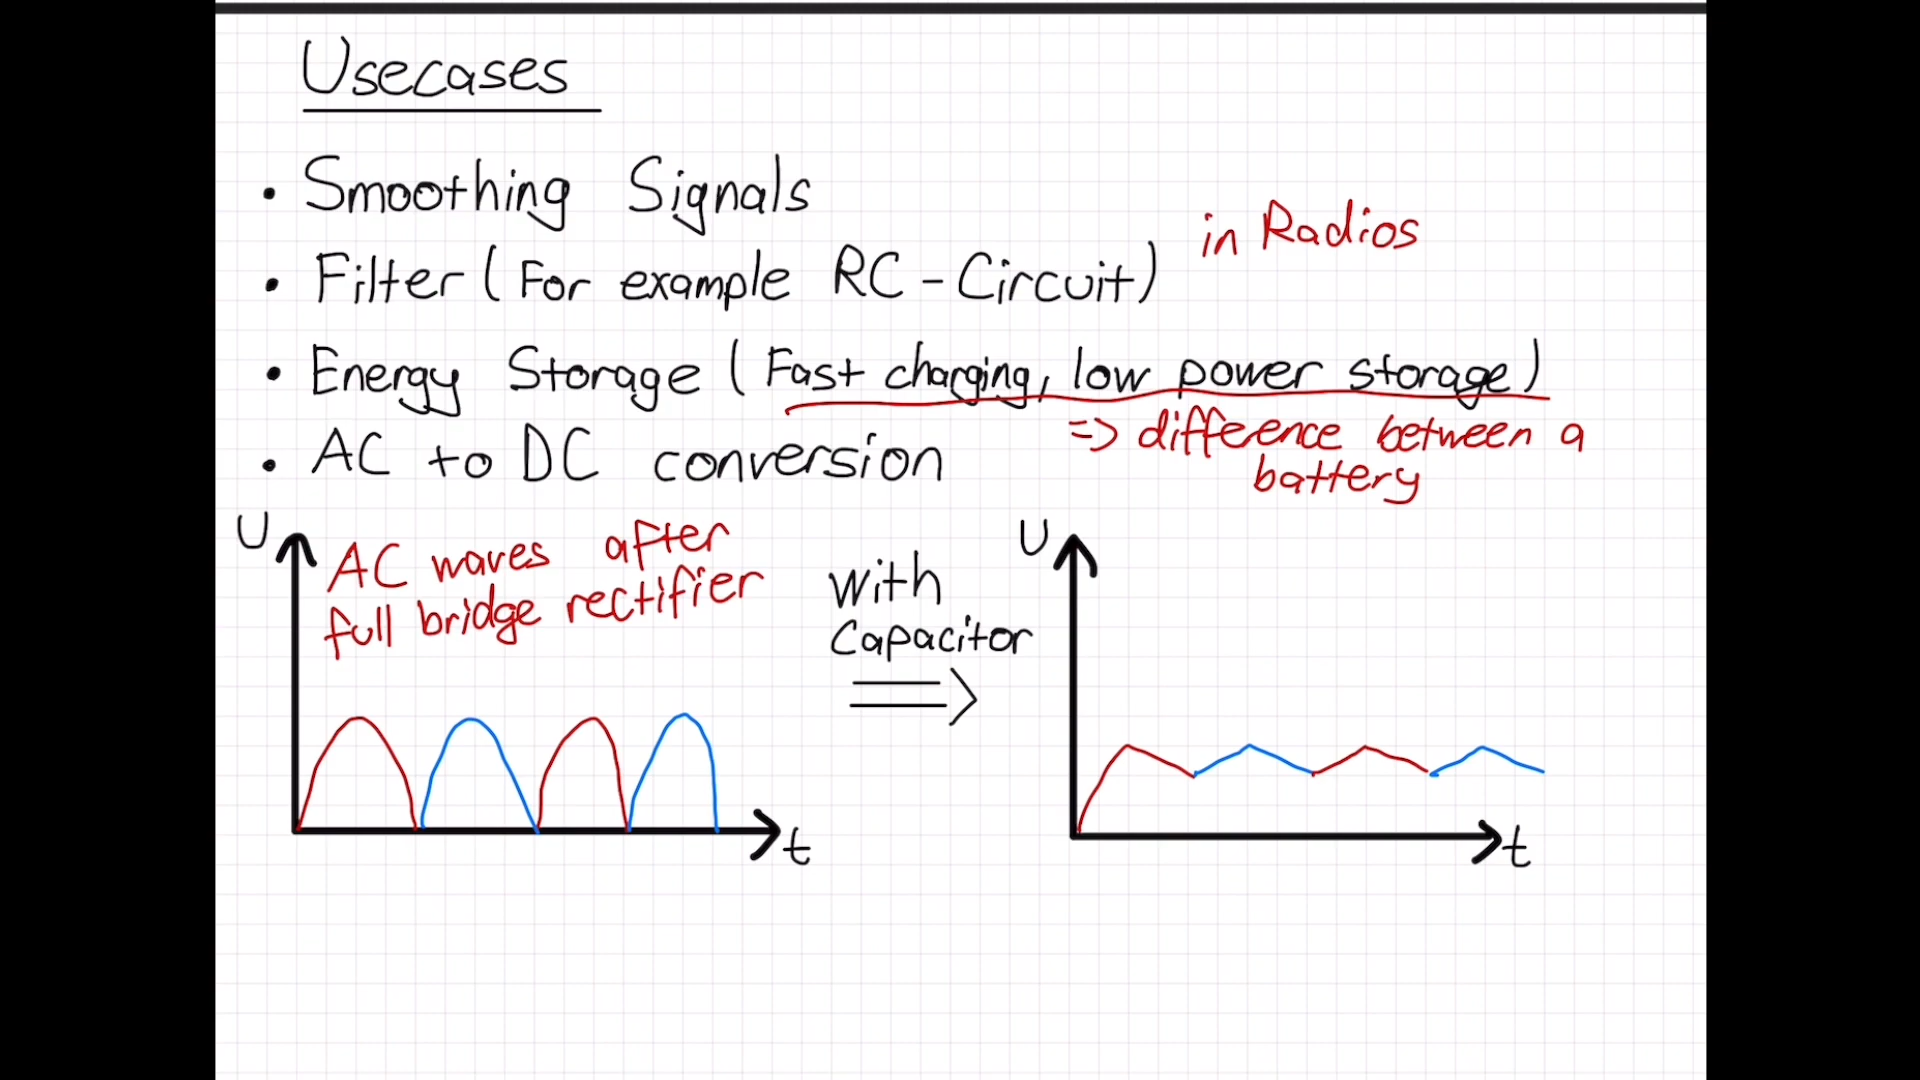 Usecases
• Smoothing Signals
• Filter (For example RC-Circuit) in Radios
• Energy Storage (Fast charging, low power storage)
=> difference between a
battery
• AC to DC conversion
U
AC waves after
full bridge rectifier
t
with
Capacitor
U
t